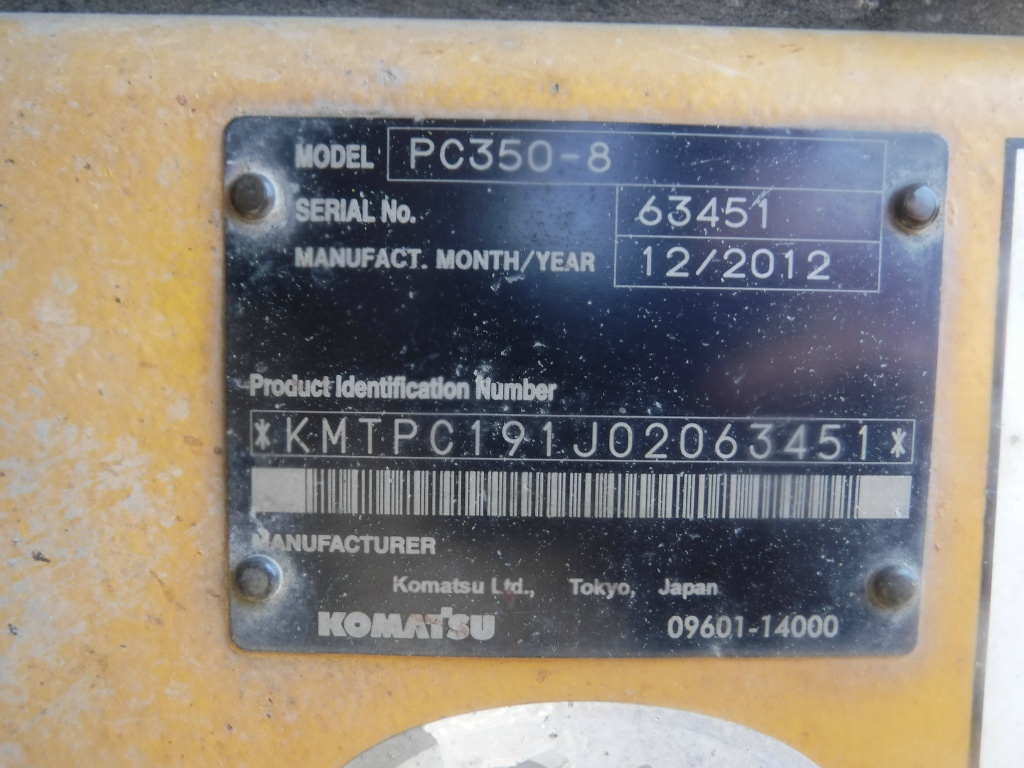 MODEL PC350-8
SERIAL No. 63451
MANUFACT. MONTH/YEAR 12/2012
Product Identification Number
*KMTPC191J02063451*
MANUFACTURER
Komatsu Ltd., Tokyo, Japan
KOMATSU 09601-14000